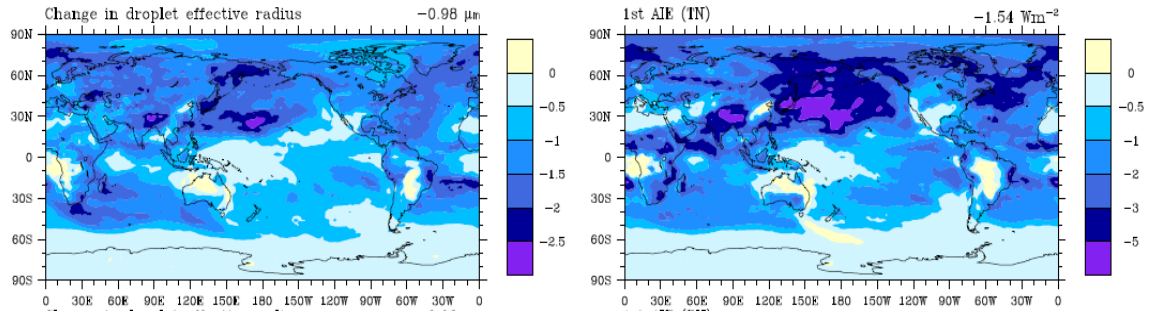 Change in droplet effective radius −0.98 μm
90N
60N
30N
0
30S
60S
90S
0 30E 60E 90E 120E 150E 180 150W 120W 90W 60W 30W 0
0
−0.5
−1
−1.5
−2
−2.5
1st AIE (TN) −1.54 Wm⁻²
90N
60N
30N
0
30S
60S
90S
0 30E 60E 90E 120E 150E 180 150W 120W 90W 60W 30W 0
0
−0.5
−1
−2
−3
−5